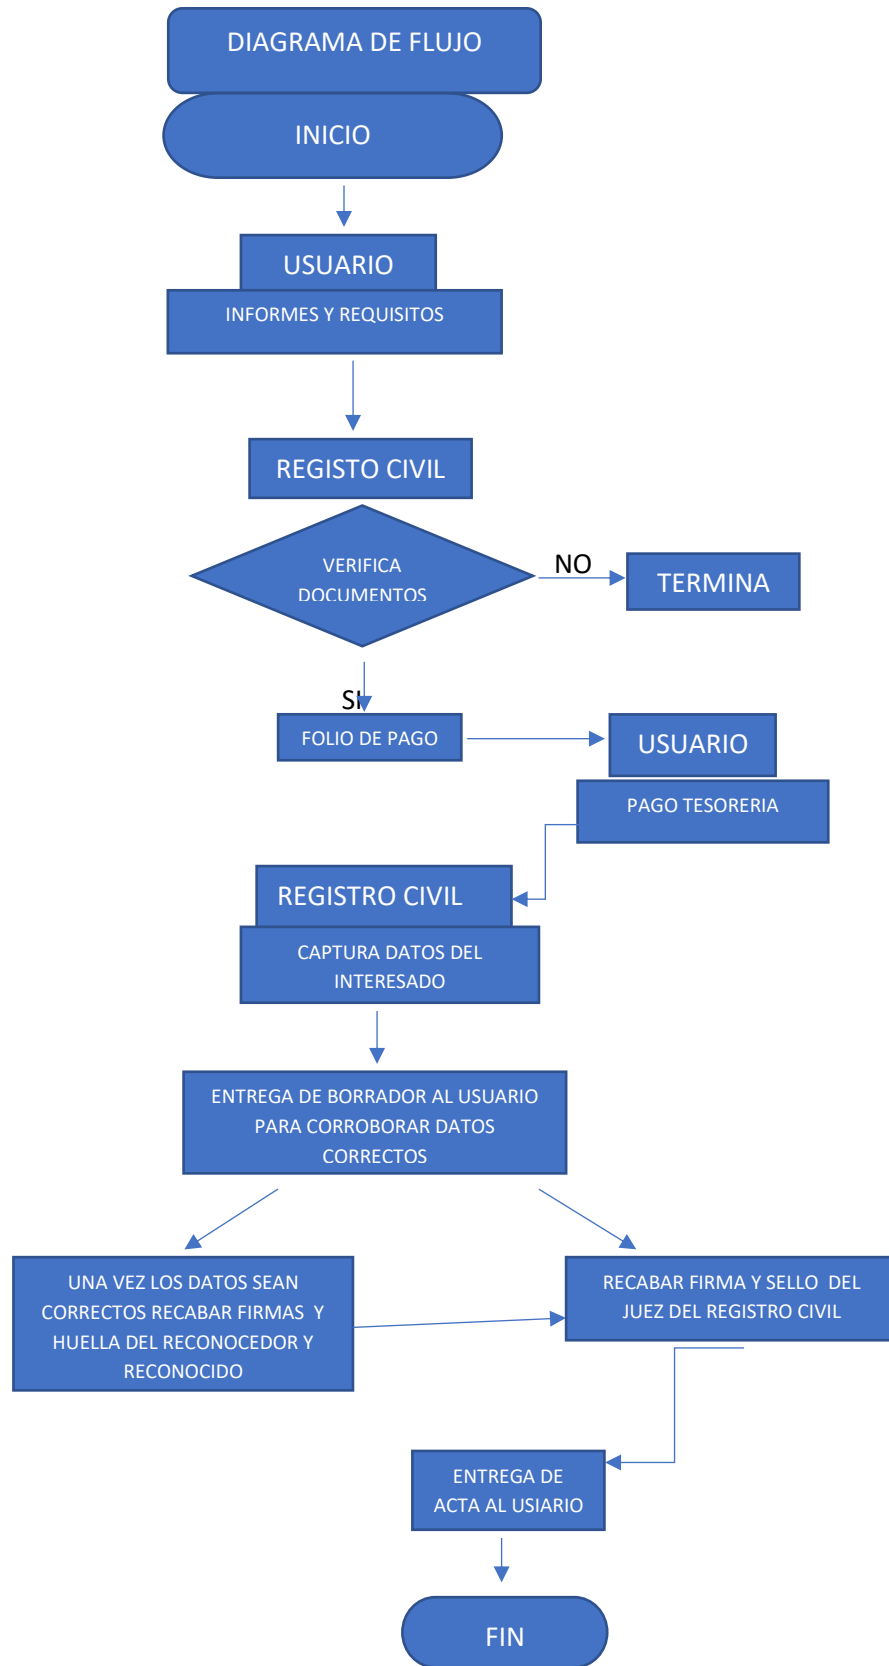 DIAGRAMA DE FLUJO
INICIO
USUARIO
INFORMES Y REQUISITOS
REGISTO CIVIL
VERIFICA
DOCUMENTOS
NO
TERMINA
SI
FOLIO DE PAGO
USUARIO
PAGO TESORERIA
REGISTRO CIVIL
CAPTURA DATOS DEL
INTERESADO
ENTREGA DE BORRADOR AL USUARIO
PARA CORROBORAR DATOS
CORRECTOS
UNA VEZ LOS DATOS SEAN
CORRECTOS RECABAR FIRMAS Y
HUELLA DEL RECONOCEDOR Y
RECONOCIDO
RECABAR FIRMA Y SELLO DEL
JUEZ DEL REGISTRO CIVIL
ENTREGA DE
ACTA AL USIARIO
FIN